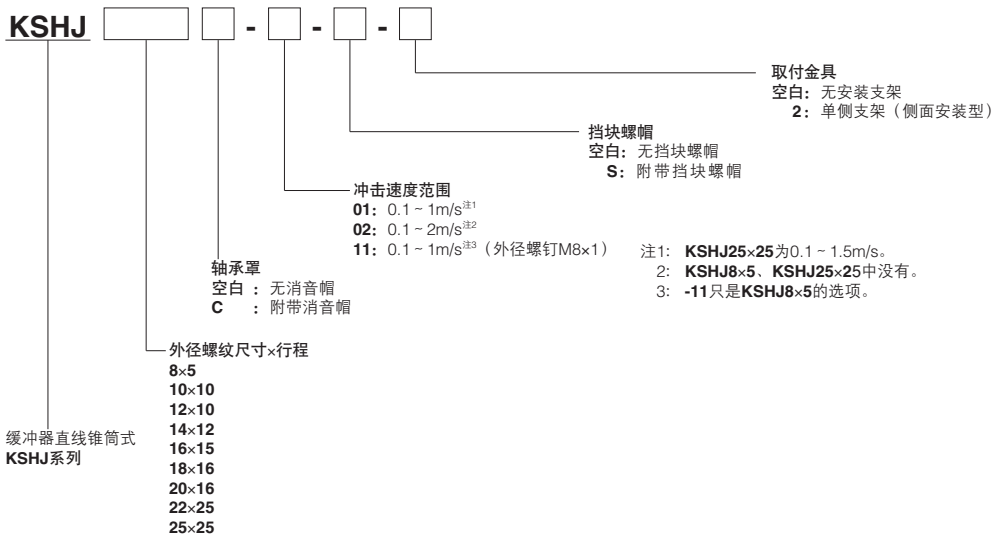 KSHJ - - -
取付金具
空白：无安装支架
2：单侧支架（侧面安装型）
挡块螺帽
空白：无挡块螺帽
S：附带挡块螺帽
冲击速度范围
01：0.1~1m/s注1
02：0.1~2m/s注2
11：0.1~1m/s注3（外径螺钉M8×1）
注1: KSHJ25×25为0.1~1.5m/s。
2: KSHJ8×5、KSHJ25×25中没有。
3: -11只是KSHJ8×5的选项。
轴承罩
空白：无消音帽
C：附带消音帽
外径螺纹尺寸×行程
8×5
10×10
12×10
14×12
16×15
18×16
20×16
22×25
25×25
缓冲器直线锥筒式
KSHJ系列